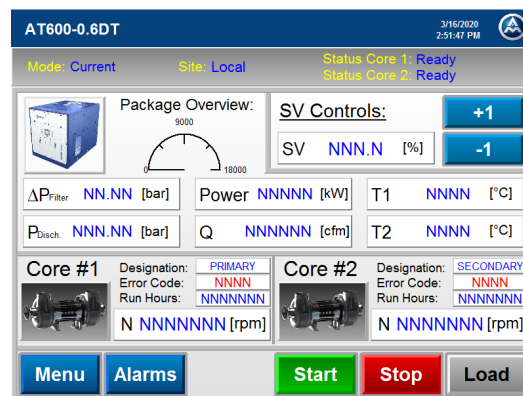 AT600-0.6DT
3/16/2020
2:51:47 PM
Mode: Current
Site: Local
Status Core 1: Ready
Status Core 2: Ready
Package Overview:
9000
0 18000
SV Controls:
+1
SV NNN.N [%]
-1
ΔPFilter NN.NN [bar]
Power NNNNN [kW]
T1 NNNN [°C]
PDisch. NNN.NN [bar]
Q NNNNNN [cfm]
T2 NNNN [°C]
Core #1
Designation: PRIMARY
Error Code: NNNN
Run Hours: NNNNNNN
N NNNNNNN [rpm]
Core #2
Designation: SECONDARY
Error Code: NNNN
Run Hours: NNNNNNN
N NNNNNNN [rpm]
Menu
Alarms
Start
Stop
Load